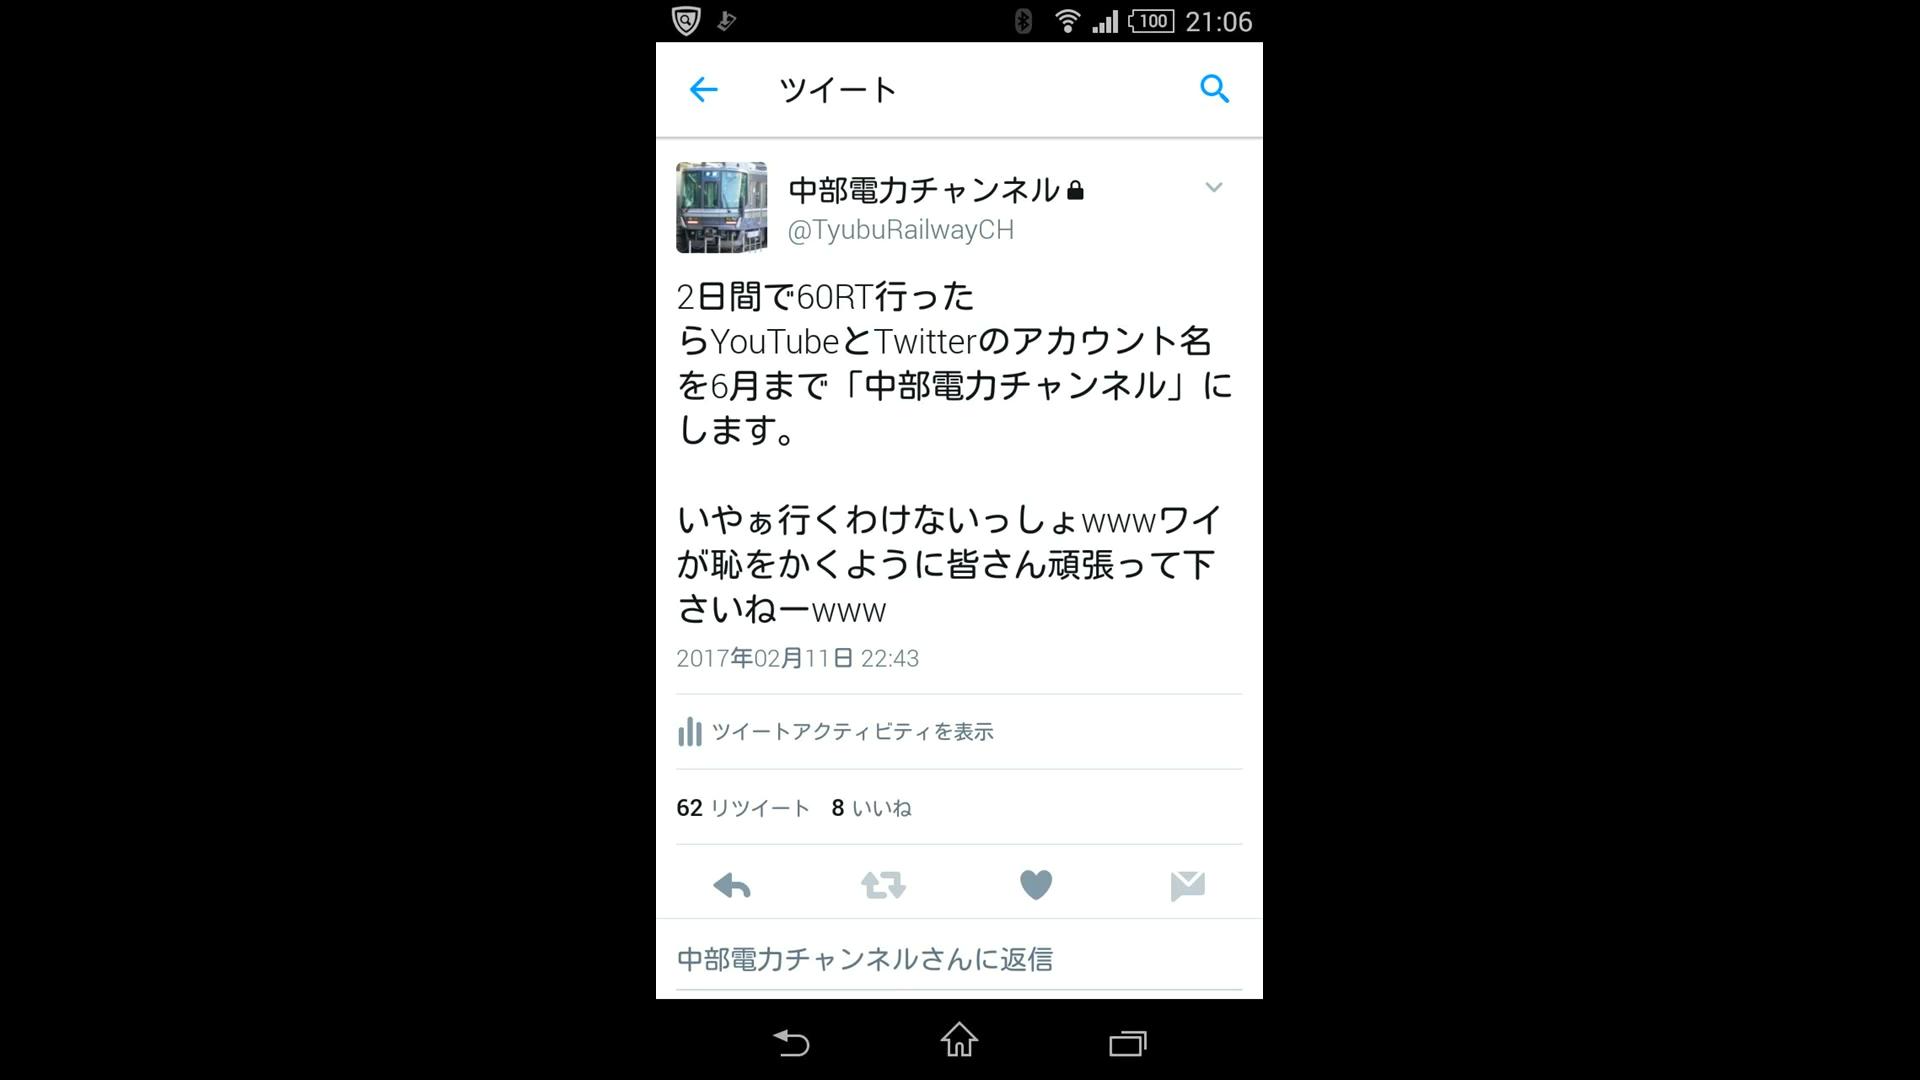 100 21:06
ツイート
中部電力チャンネル
@TyubuRailwayCH
2日間で60RT行った
らYouTubeとTwitterのアカウント名
を6月まで「中部電力チャンネル」に
します。
いやぁ行くわけないっしょwwwワイ
が恥をかくように皆さん頑張って下
さいねーwww
2017年02月11日 22:43
ツイートアクティビティを表示
62 リツイート 8 いいね
中部電力チャンネルさんに返信